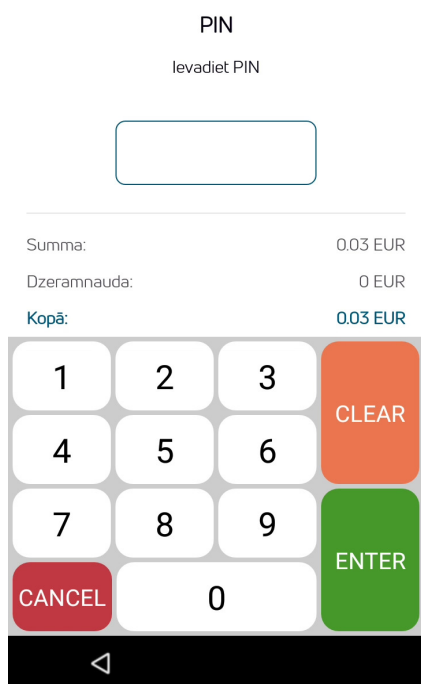 PIN
Ievadiet PIN
Summa: 0.03 EUR
Dzeramnauda: 0 EUR
Kopā: 0.03 EUR
1 2 3
CLEAR
4 5 6
7 8 9
ENTER
CANCEL 0